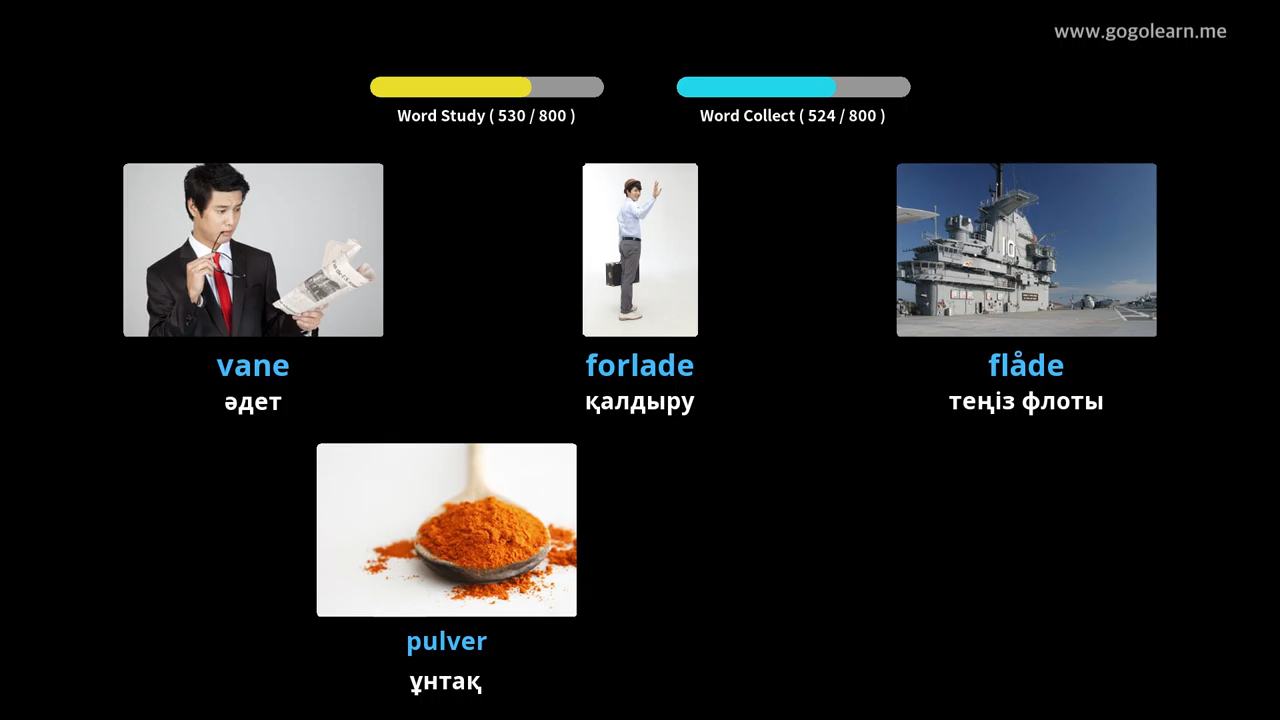 www.gogolearn.me
Word Study ( 530 / 800 )
Word Collect ( 524 / 800 )
vane
әдет
forlade
қалдыру
flåde
теңіз флоты
pulver
ұнтақ